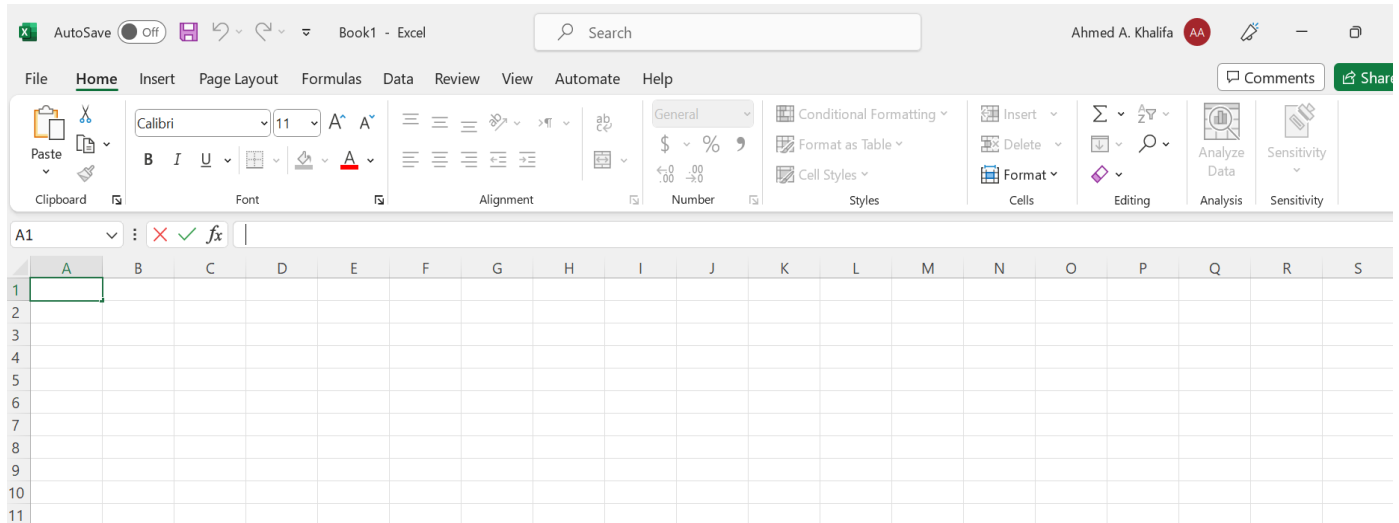 AutoSave Off Book1 - Excel Search Ahmed A. Khalifa AA
File Home Insert Page Layout Formulas Data Review View Automate Help Comments Share
Calibri 11 A A ab General Conditional Formatting Insert Σ
Paste B I U A $ % Format as Table Delete Analyze Data Sensitivity
Cell Styles Format
Clipboard Font Alignment Number Styles Cells Editing Analysis Sensitivity
A1 fx
A B C D E F G H I J K L M N O P Q R S
1
2
3
4
5
6
7
8
9
10
11